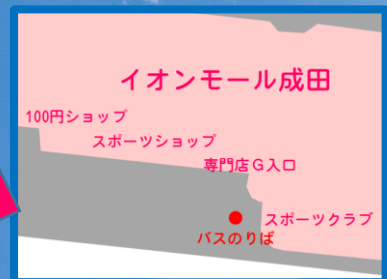 イオンモール成田
100円ショップ
スポーツショップ
専門店G入口
スポーツクラブ
バスのりば